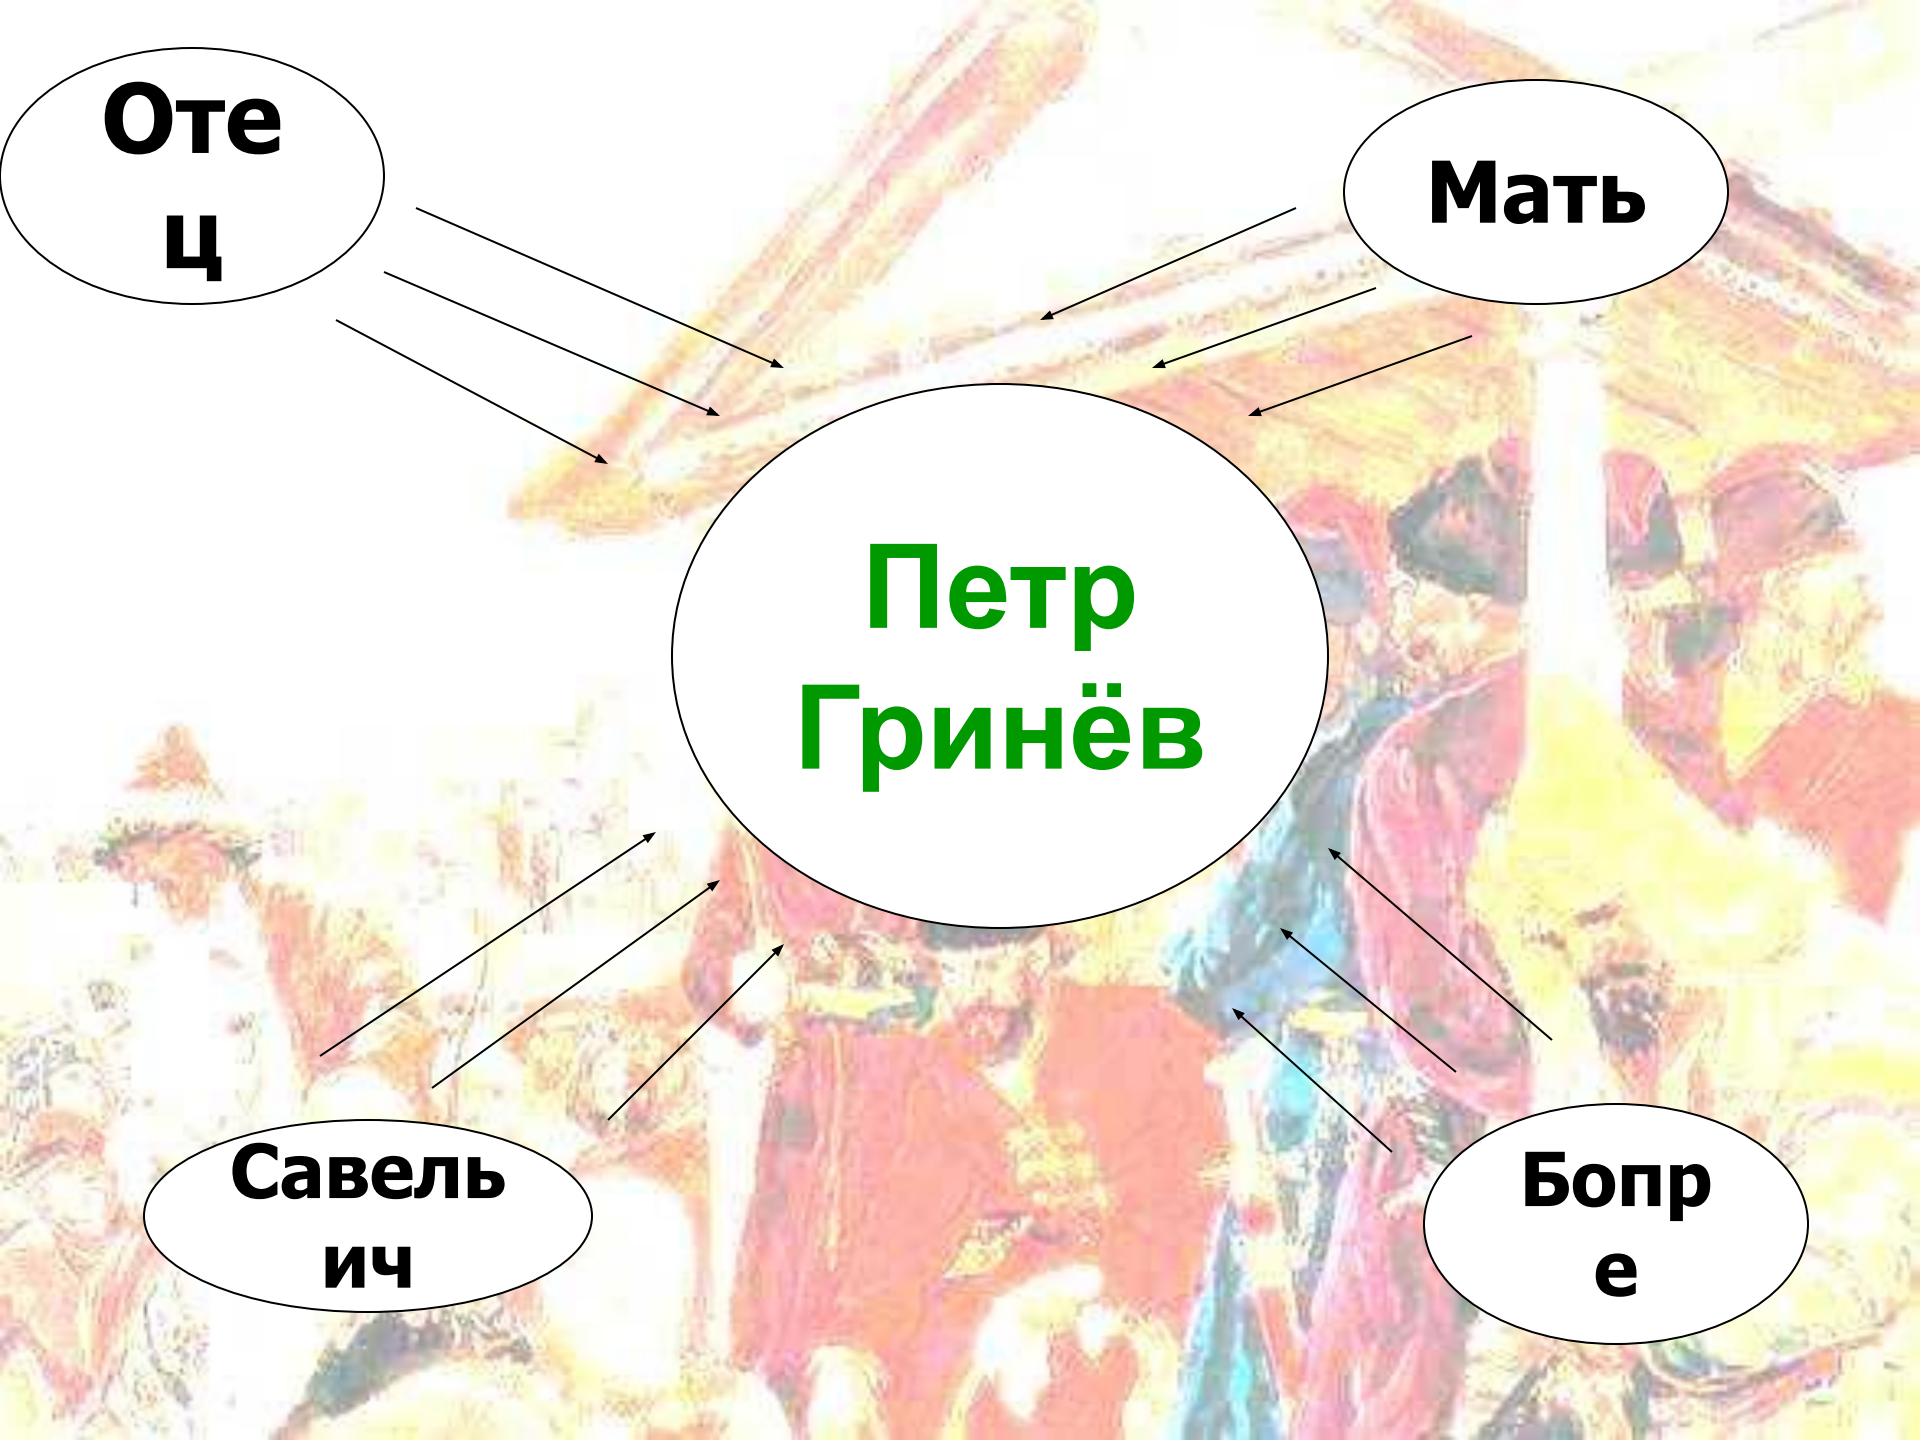 Оте
ц
Мать
Петр
Гринёв
Савель
ич
Бопр
е